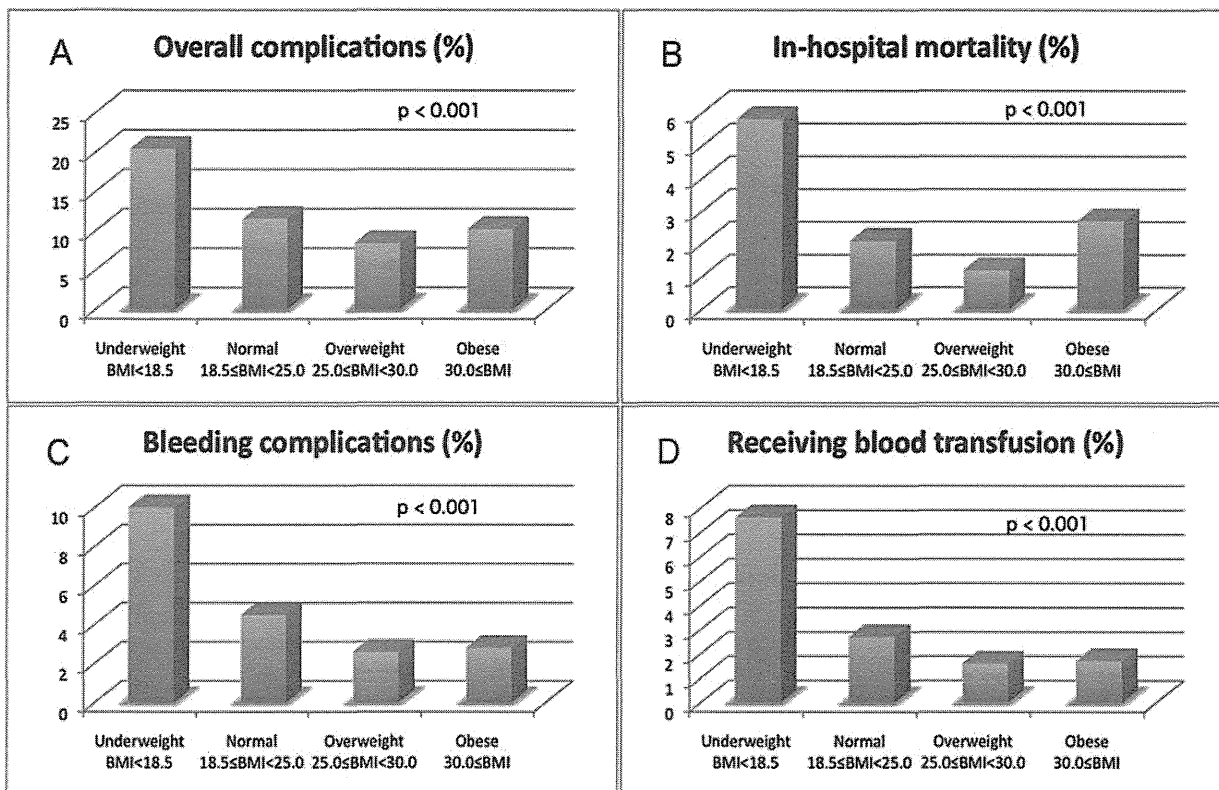 A
Overall complications (%)
p < 0.001
25
20
15
10
5
0
Underweight Normal Overweight Obese
BMI<18.5 18.5≤BMI<25.0 25.0≤BMI<30.0 30.0≤BMI
B
In-hospital mortality (%)
p < 0.001
6
5
4
3
2
1
0
Underweight Normal Overweight Obese
BMI<18.5 18.5≤BMI<25.0 25.0≤BMI<30.0 30.0≤BMI
C
Bleeding complications (%)
p < 0.001
10
8
6
4
2
0
Underweight Normal Overweight Obese
BMI<18.5 18.5≤BMI<25.0 25.0≤BMI<30.0 30.0≤BMI
D
Receiving blood transfusion (%)
p < 0.001
8
7
6
5
4
3
2
1
0
Underweight Normal Overweight Obese
BMI<18.5 18.5≤BMI<25.0 25.0≤BMI<30.0 30.0≤BMI